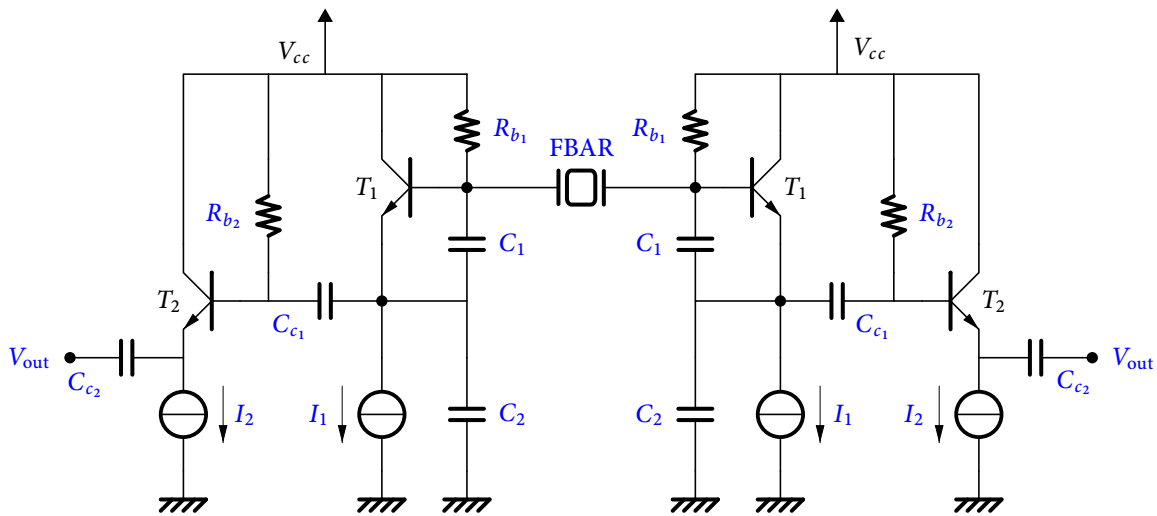 V_cc
V_cc
R_b1
FBAR
R_b1
T_1
T_1
R_b2
R_b2
C_1
C_1
T_2
T_2
C_c1
C_c1
V_out
V_out
C_c2
C_c2
I_2
I_1
C_2
C_2
I_1
I_2